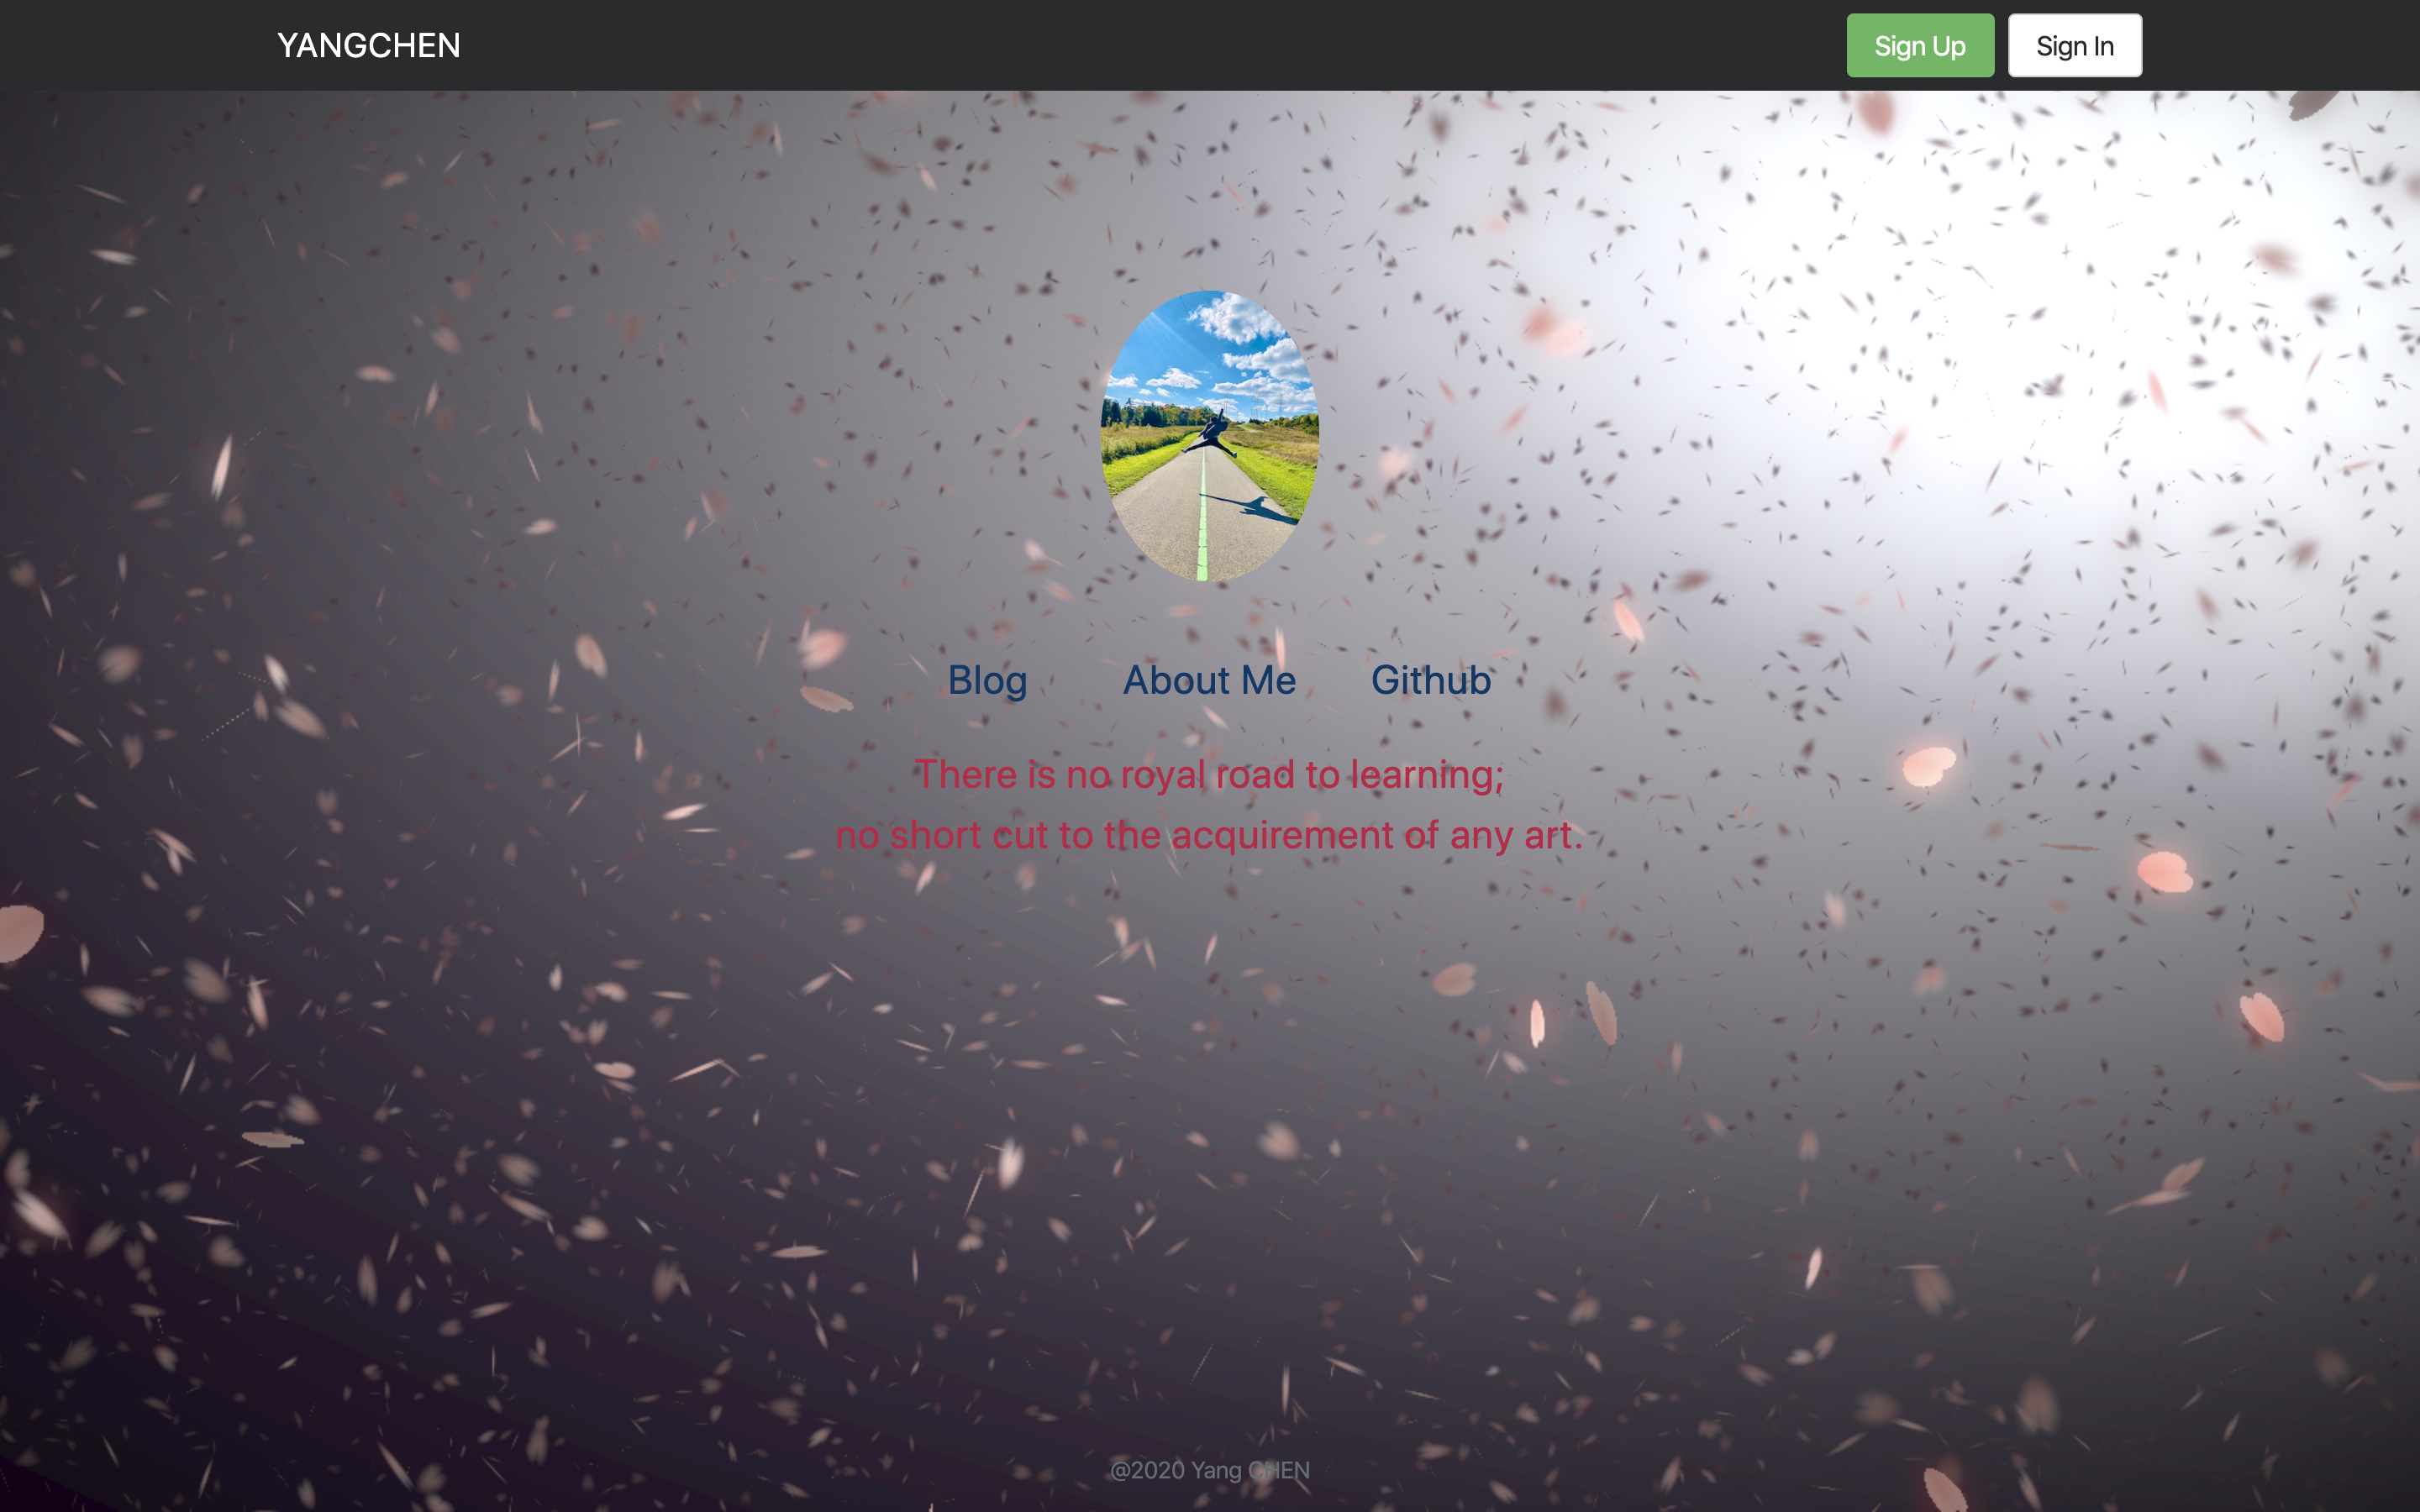 YANGCHEN
Sign Up
Sign In
Blog
About Me
Github
There is no royal road to learning;
no short cut to the acquirement of any art.
@2020 Yang CHEN